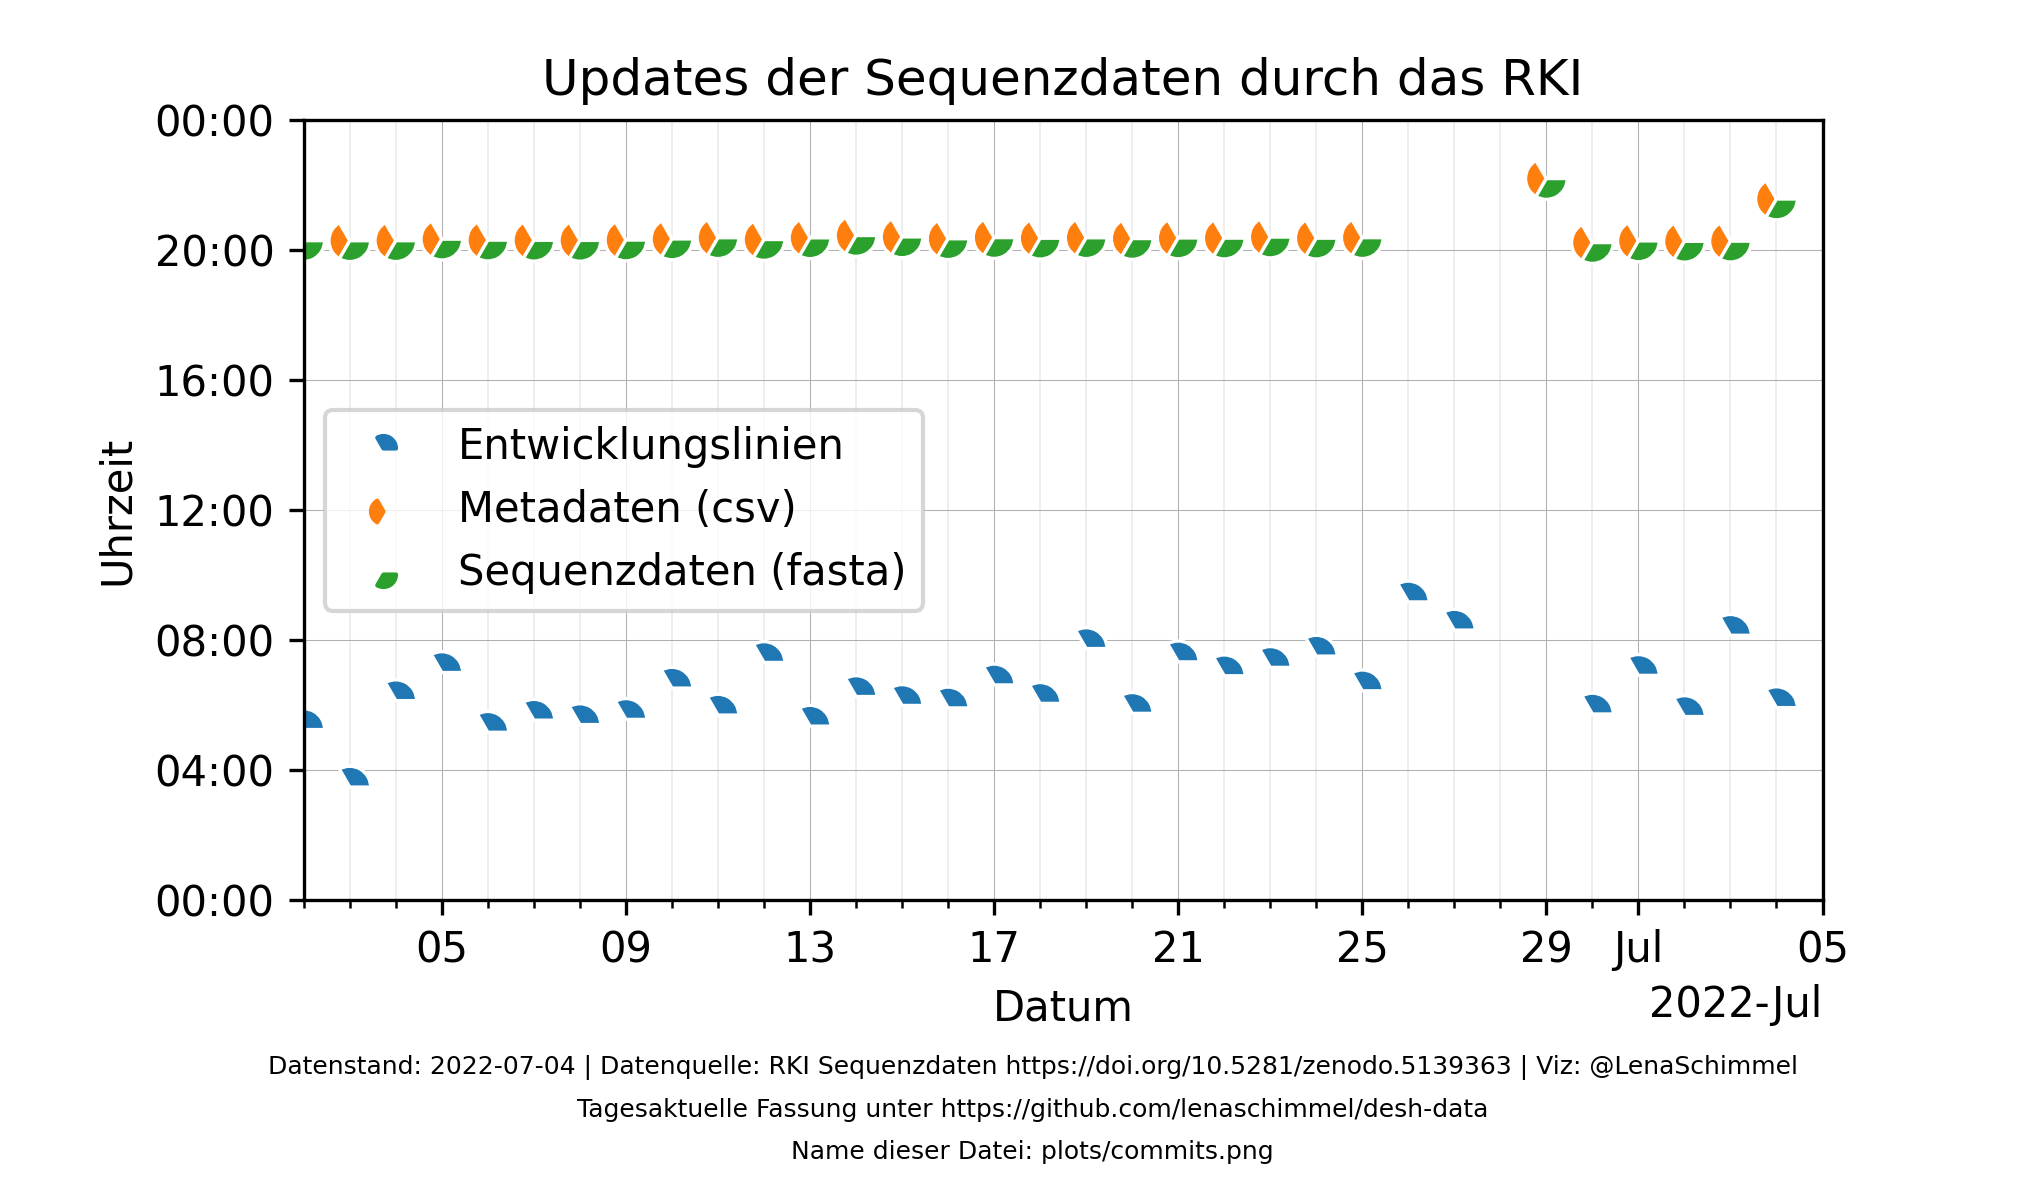 Updates der Sequenzdaten durch das RKI
00:00
20:00
16:00
12:00
08:00
04:00
00:00
Uhrzeit
Entwicklungslinien
Metadaten (csv)
Sequenzdaten (fasta)
05 09 13 17 21 25 29 Jul 05
Datum
2022-Jul
Datenstand: 2022-07-04 | Datenquelle: RKI Sequenzdaten https://doi.org/10.5281/zenodo.5139363 | Viz: @LenaSchimmel
Tagesaktuelle Fassung unter https://github.com/lenaschimmel/desh-data
Name dieser Datei: plots/commits.png